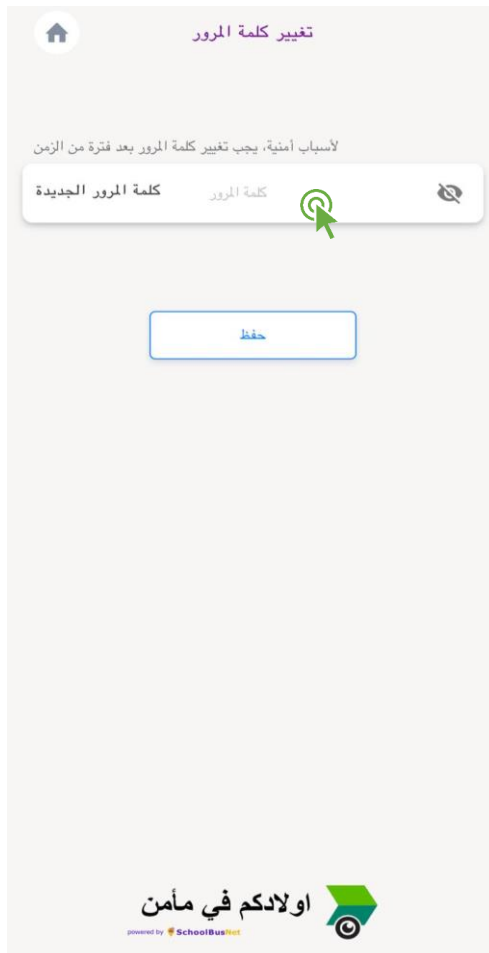 تغيير كلمة المرور
لأسباب أمنية، يجب تغيير كلمة المرور بعد فترة من الزمن
كلمة المرور الجديدة كلمة المرور
حفظ
اولادكم في مأمن
powered by SchoolBusNet